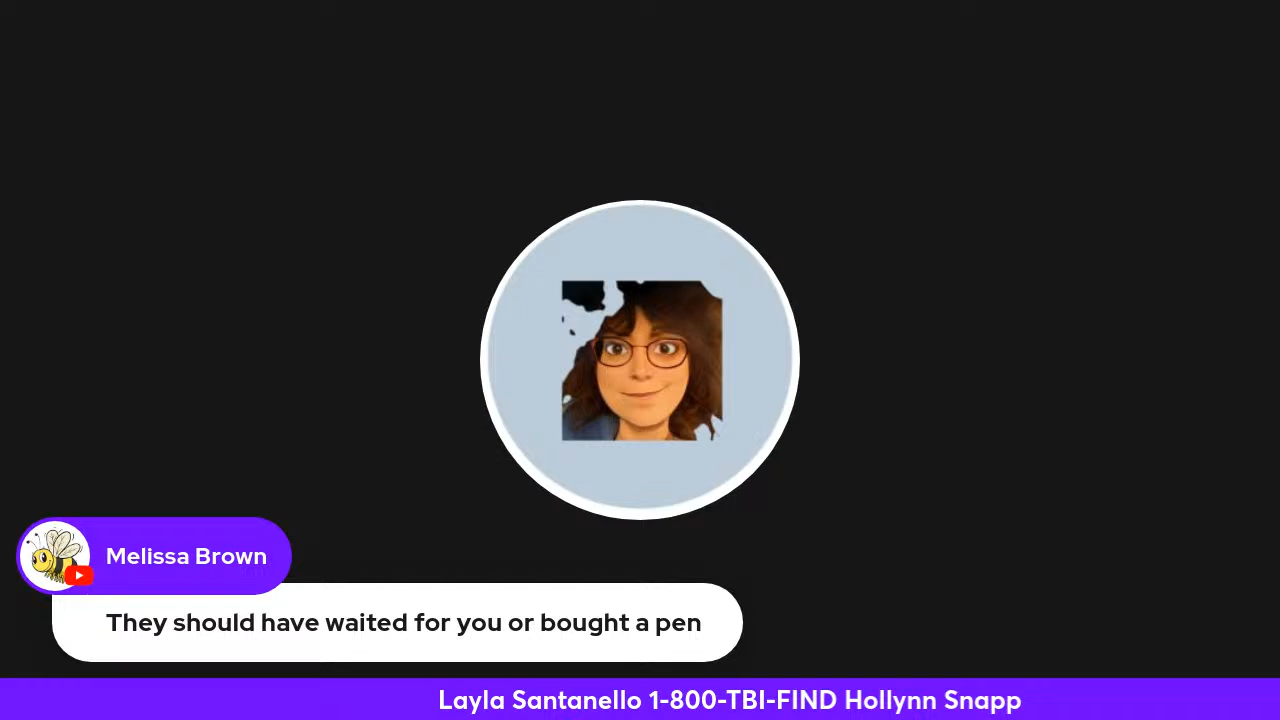 Melissa Brown
They should have waited for you or bought a pen
Layla Santanello 1-800-TBI-FIND Hollynn Snapp